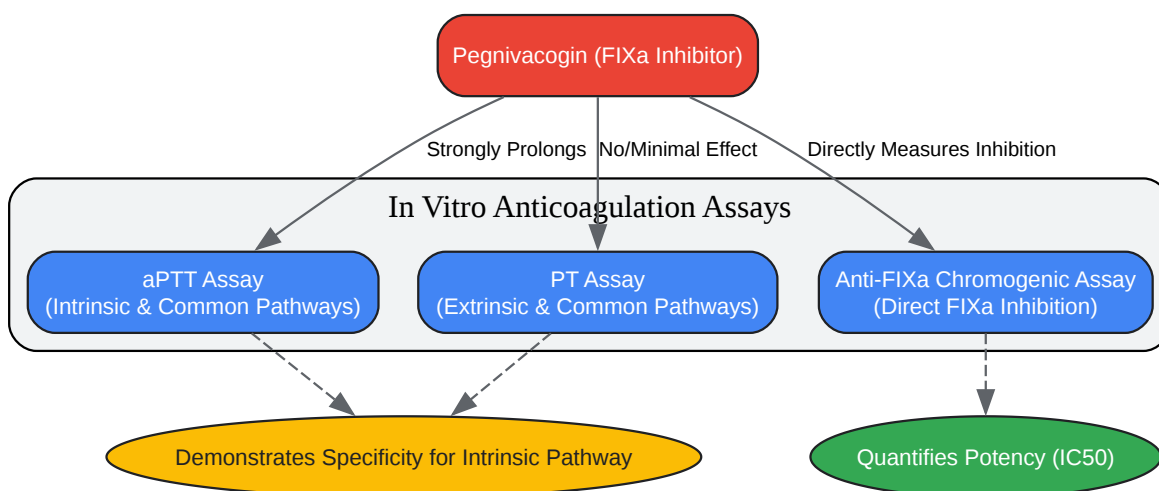 Pegnivacogin (FIXa Inhibitor)
Strongly Prolongs
No/Minimal Effect
Directly Measures Inhibition
In Vitro Anticoagulation Assays
aPTT Assay
(Intrinsic & Common Pathways)
PT Assay
(Extrinsic & Common Pathways)
Anti-FIXa Chromogenic Assay
(Direct FIXa Inhibition)
Demonstrates Specificity for Intrinsic Pathway
Quantifies Potency (IC50)